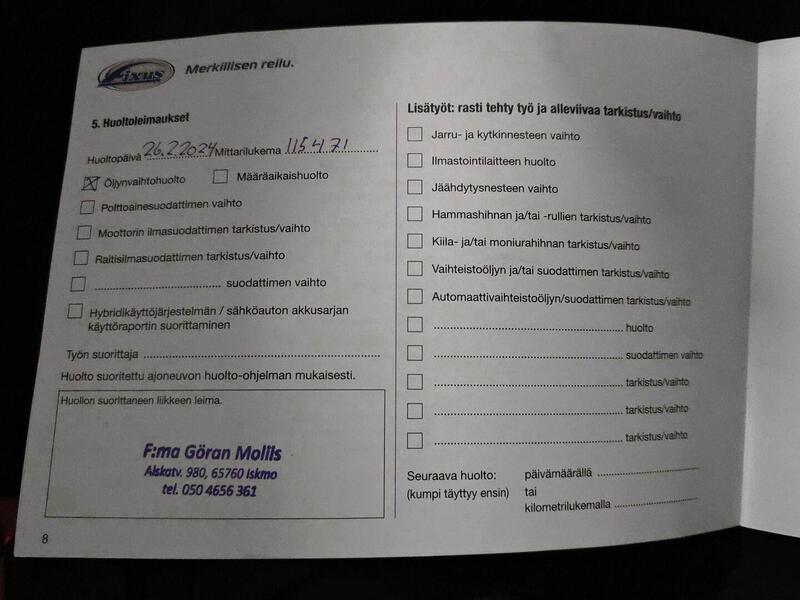 Fixus
Merkillisen reilu.
5. Huoltoleimaukset
Huoltopäivä 26.2.2024 Mittarilukema 115471
Öljynvaihtohuolto Määräaikaishuolto
Polttoainesuodattimen vaihto
Moottorin ilmasuodattimen tarkistus/vaihto
Raitisilmasuodattimen tarkistus/vaihto
suodattimen vaihto
Hybridikäyttöjärjestelmän / sähköauton akkusarjan
käyttöraportin suorittaminen
Työn suorittaja
Huolto suoritettu ajoneuvon huolto-ohjelman mukaisesti.
Huollon suorittaneen liikkeen leima.
F:ma Göran Molis
Alskatv. 980, 65760 Iskmo
tel. 050 4656 361
8
Lisätyöt: rasti tehty työ ja alleviivaa tarkistus/vaihto
Jarru- ja kytkinnesteen vaihto
Ilmastointilaitteen huolto
Jäähdytysnesteen vaihto
Hammashihnan ja/tai -rullien tarkistus/vaihto
Kiila- ja/tai moniurahihnan tarkistus/vaihto
Vaihteistoöljyn ja/tai suodattimen tarkistus/vaihto
Automaattivaihteistoöljyn/suodattimen tarkistus/vaihto
huolto
suodattimen vaihto
tarkistus/vaihto
tarkistus/vaihto
tarkistus/vaihto
Seuraava huolto: päivämäärällä
(kumpi täyttyy ensin) tai
kilometrilukemalla